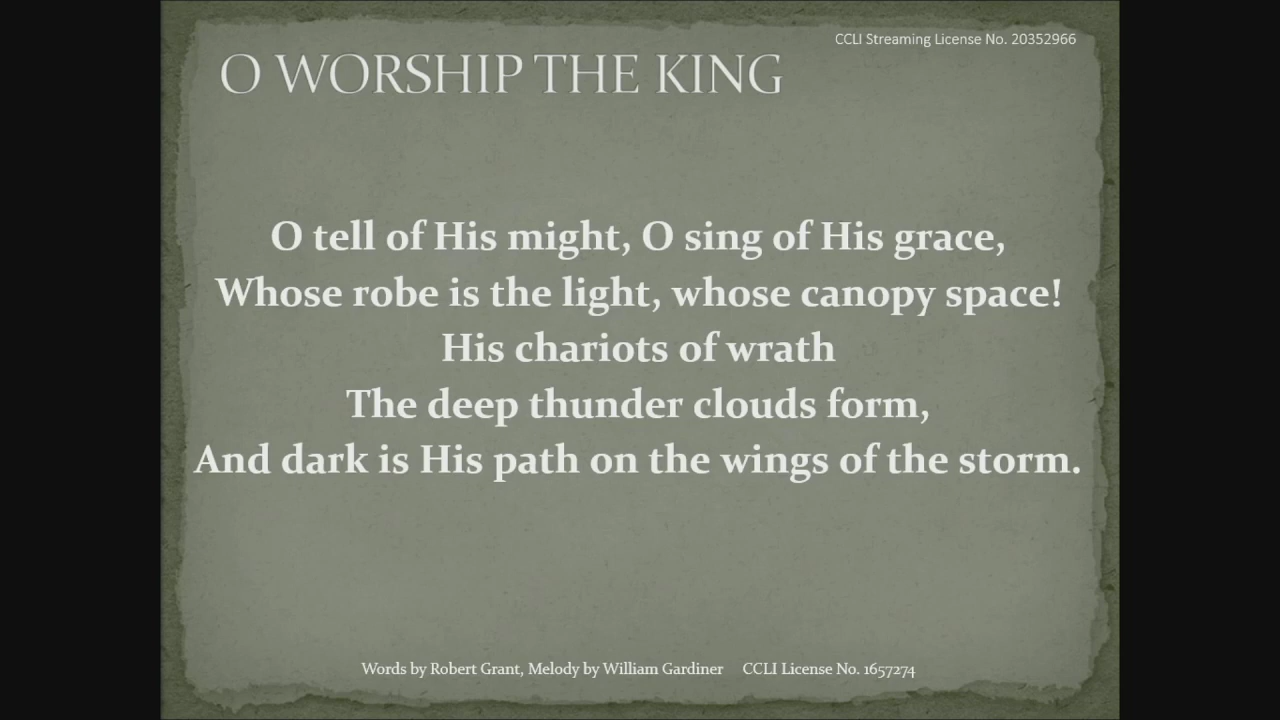 CCLI Streaming License No. 20352966
O WORSHIP THE KING
O tell of His might, O sing of His grace,
Whose robe is the light, whose canopy space!
His chariots of wrath
The deep thunder clouds form,
And dark is His path on the wings of the storm.
Words by Robert Grant, Melody by William Gardiner CCLI License No. 1657274